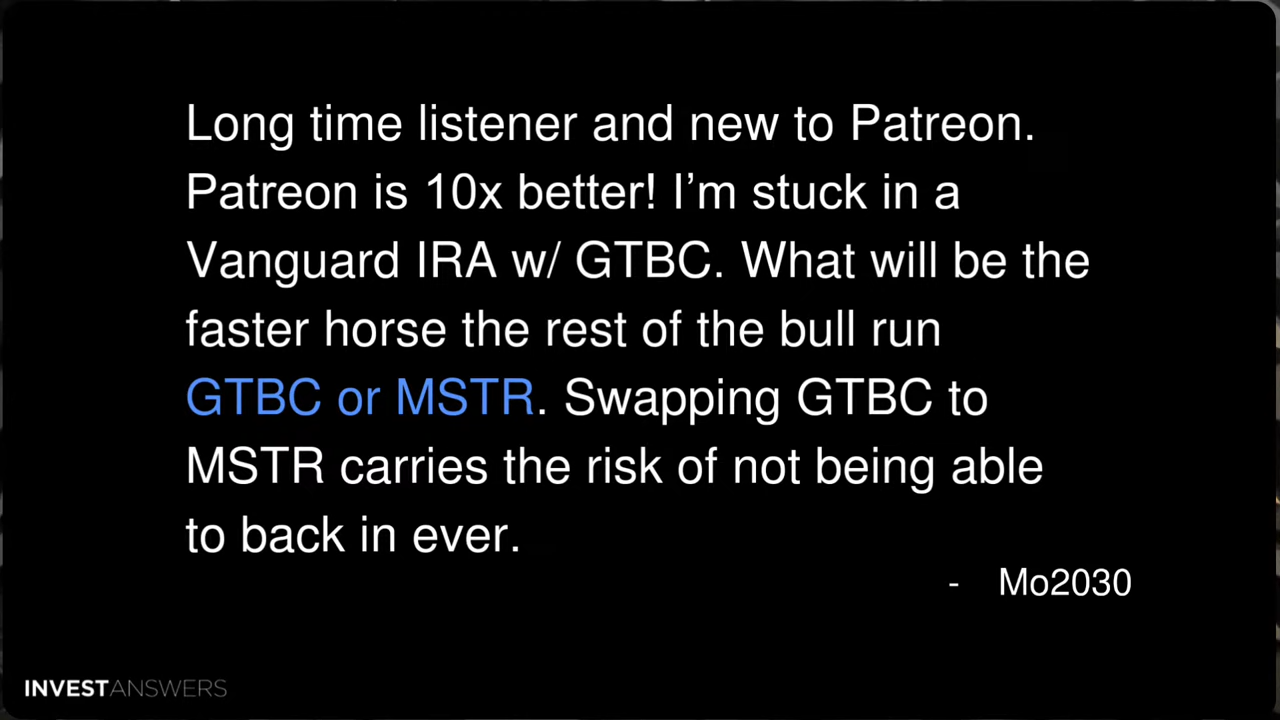 Long time listener and new to Patreon.
Patreon is 10x better! I’m stuck in a
Vanguard IRA w/ GTBC. What will be the
faster horse the rest of the bull run
GTBC or MSTR. Swapping GTBC to
MSTR carries the risk of not being able
to back in ever.
- Mo2030
INVESTANSWERS